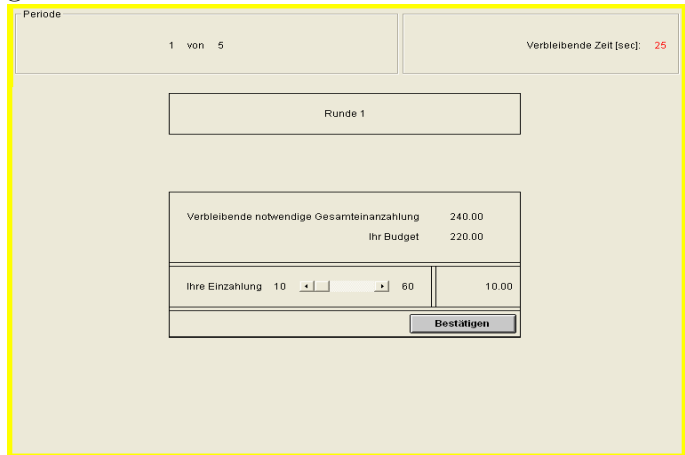 Periode
1 von 5
Verbleibende Zeit [sec]: 25
Runde 1
Verbleibende notwendige Gesamteinanzahlung 240.00
Ihr Budget 220.00
Ihre Einzahlung 10 60 10.00
Bestätigen